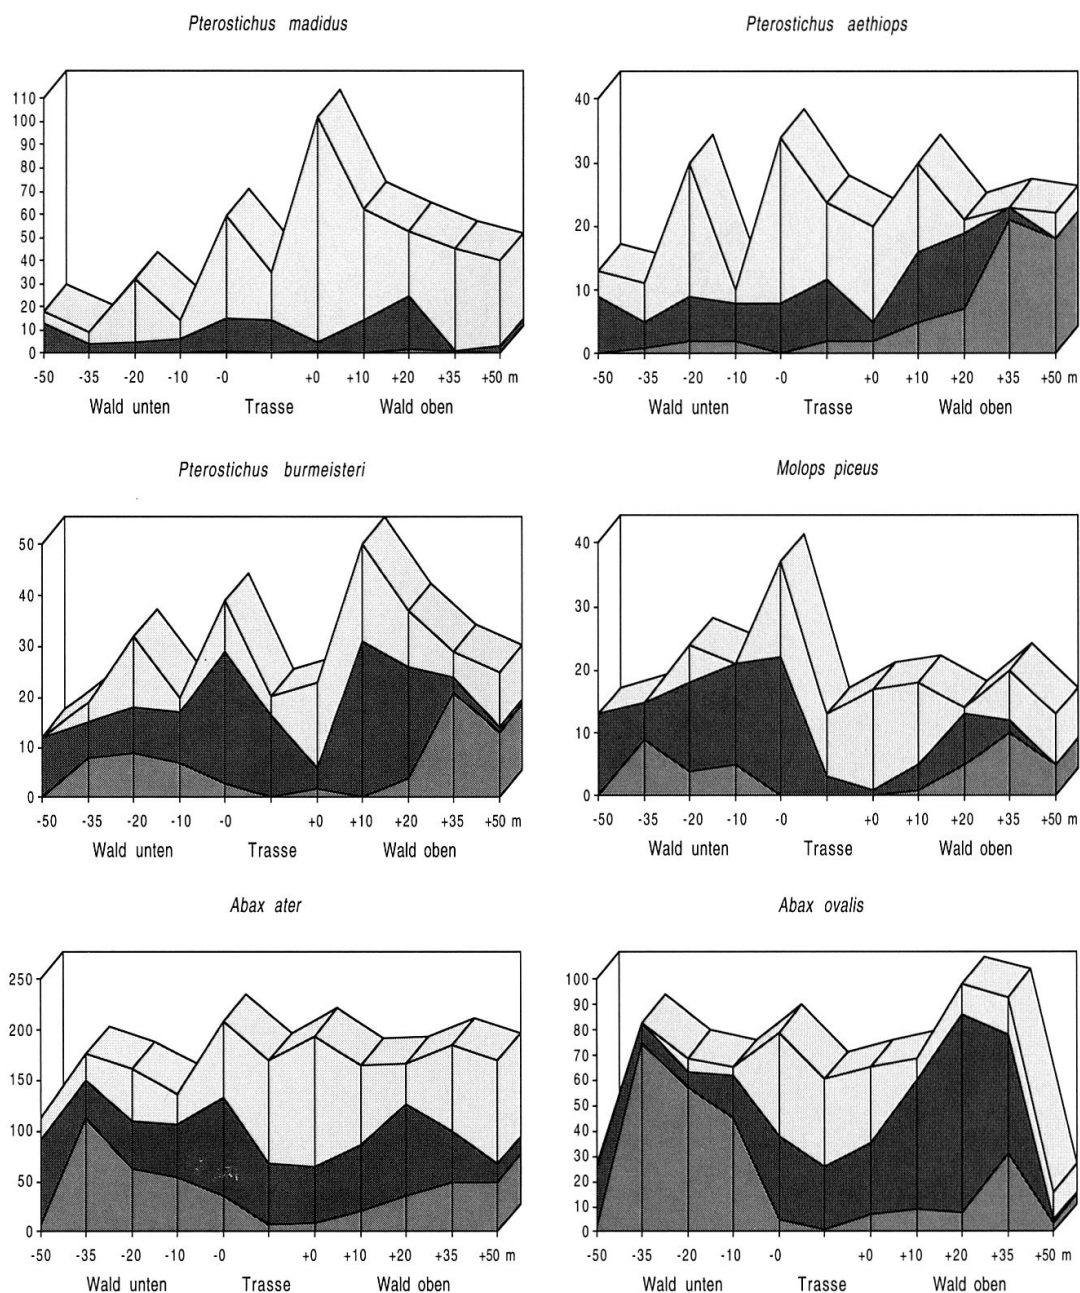 Pterostichus madidus
110
100
90
80
70
60
50
40
30
20
10
0
-50 -35 -20 -10 -0 +0 +10 +20 +35 +50 m
Wald unten Trasse Wald oben
Pterostichus aethiops
40
30
20
10
0
-50 -35 -20 -10 -0 +0 +10 +20 +35 +50 m
Wald unten Trasse Wald oben
Pterostichus burmeisteri
50
40
30
20
10
0
-50 -35 -20 -10 -0 +0 +10 +20 +35 +50 m
Wald unten Trasse Wald oben
Molops piceus
40
30
20
10
0
-50 -35 -20 -10 -0 +0 +10 +20 +35 +50 m
Wald unten Trasse Wald oben
Abax ater
250
200
150
100
50
0
-50 -35 -20 -10 -0 +0 +10 +20 +35 +50 m
Wald unten Trasse Wald oben
Abax ovalis
100
90
80
70
60
50
40
30
20
10
0
-50 -35 -20 -10 -0 +0 +10 +20 +35 +50 m
Wald unten Trasse Wald oben